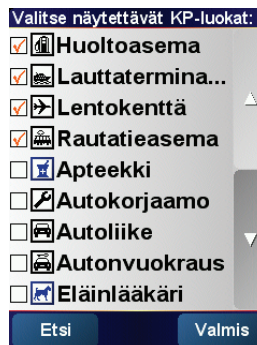 Valitse näytettävät KP-luokat:
Huoltoasema
Lauttatermina...
Lentokenttä
Rautatieasema
Apteekki
Autokorjaamo
Autoliike
Autonvuokraus
Eläinlääkäri
Etsi
Valmis